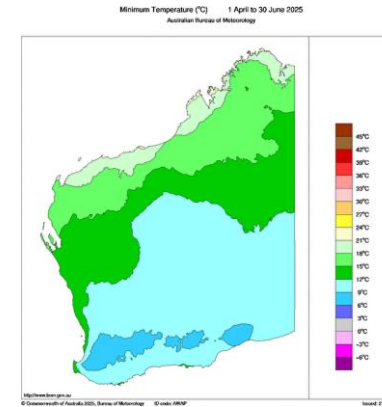 Minimum Temperature (°C)     1 April to 30 June 2025
Australian Bureau of Meteorology
45°C
42°C
39°C
36°C
33°C
30°C
27°C
24°C
21°C
18°C
15°C
12°C
9°C
6°C
3°C
0°C
-3°C
-6°C
http://www.bom.gov.au
© Commonwealth of Australia 2025, Bureau of Meteorology     ID code: AWAP     Issued: 2